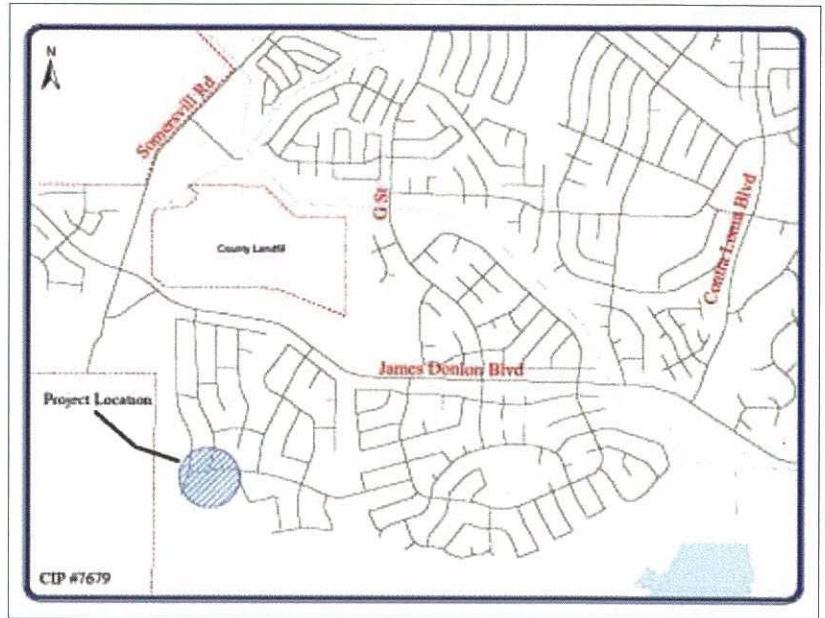 N
Somersvill Rd
G St
Contra Loma Blvd
County Landfill
James Donlon Blvd
Project Location
CIP #7679